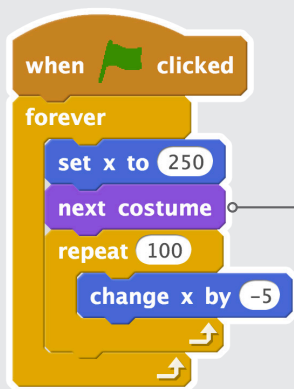 when clicked
forever
set x to 250
next costume
repeat 100
change x by -5